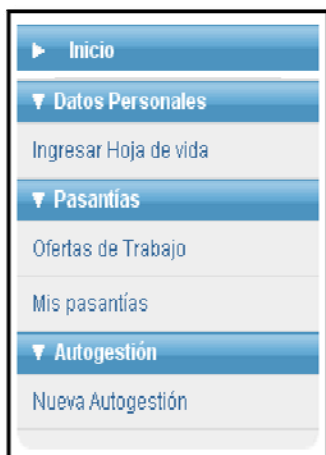 Inicio
Datos Personales
Ingresar Hoja de vida
Pasantías
Ofertas de Trabajo
Mis pasantías
Autogestión
Nueva Autogestión